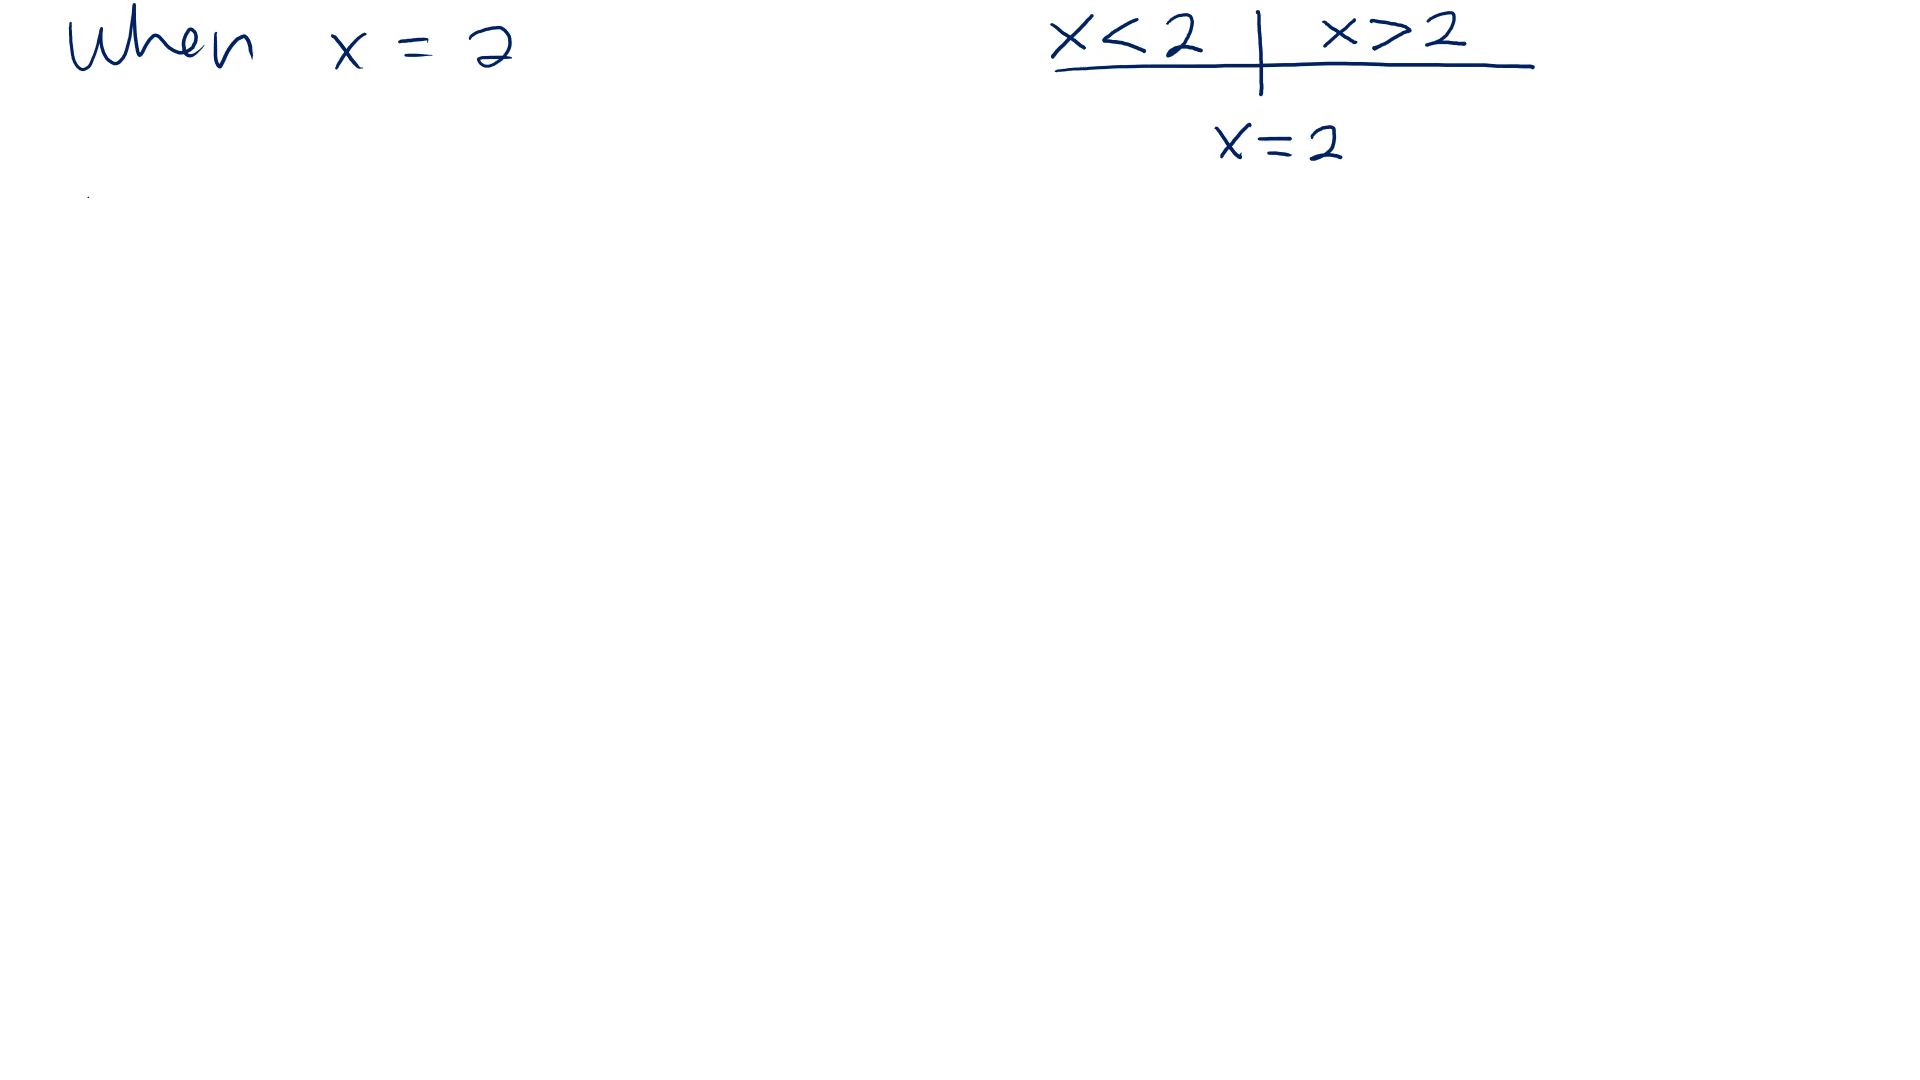 When x = 2
x < 2 | x > 2
x = 2